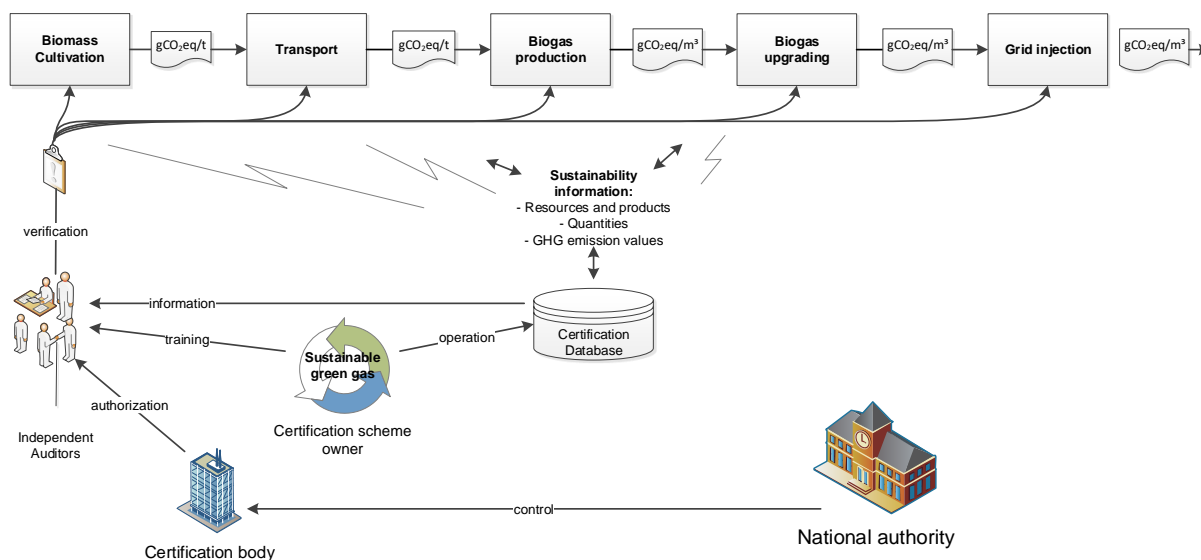 Biomass
Cultivation
gCO₂eq/t
Transport
gCO₂eq/t
Biogas
production
gCO₂eq/m³
Biogas
upgrading
gCO₂eq/m³
Grid injection
gCO₂eq/m³
!
verification
Sustainability
information:
- Resources and products
- Quantities
- GHG emission values
information
training
Sustainable
green gas
operation
Certification
Database
authorization
Certification scheme
owner
Independent
Auditors
control
National authority
Certification body